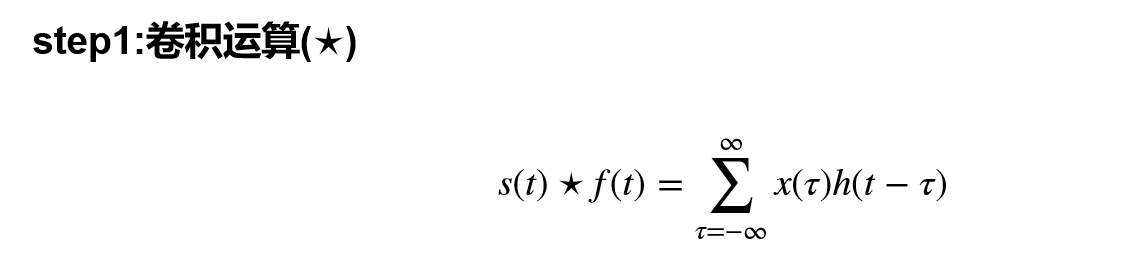 step1:卷积运算(⋆)
s(t) ⋆ f(t) = ∑_{τ=−∞}^{∞} x(τ)h(t − τ)